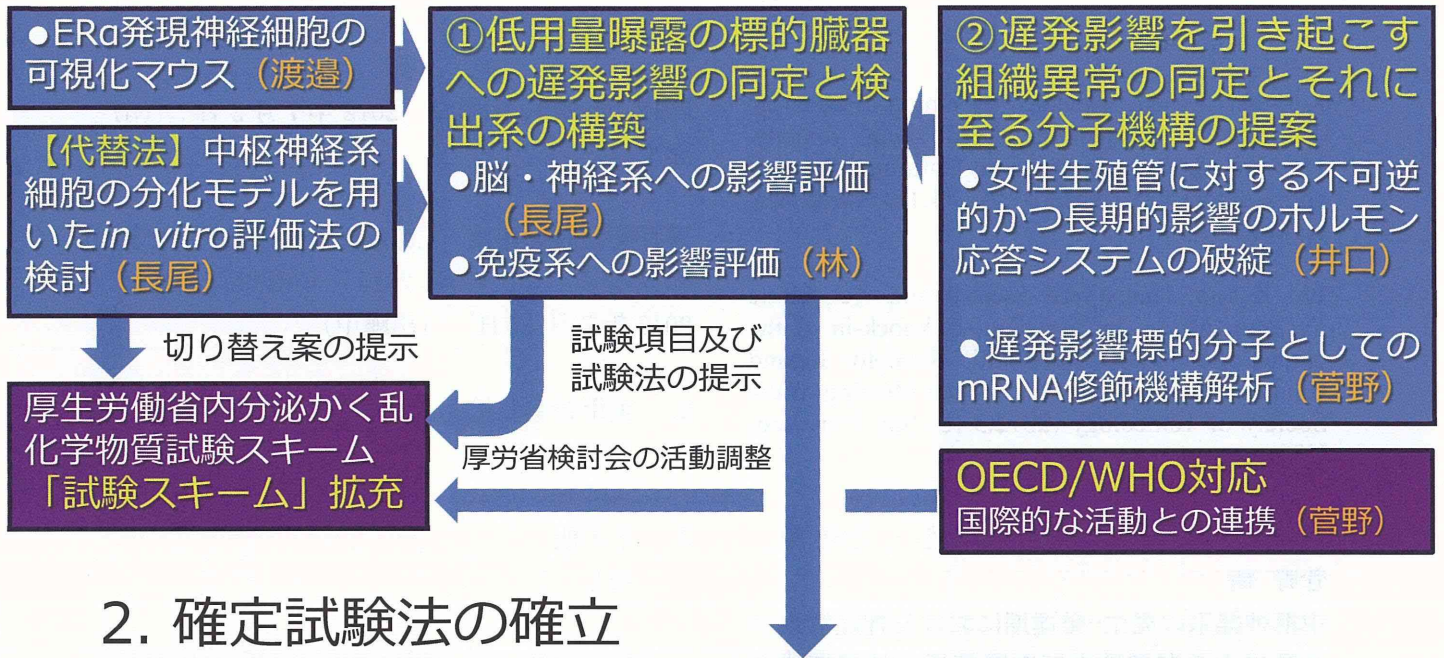 ●ERα発現神経細胞の
可視化マウス（渡邉）
【代替法】中枢神経系
細胞の分化モデルを用
いたin vitro評価法の
検討（長尾）
①低用量曝露の標的臓器
への遅発影響の同定と検
出系の構築
●脳・神経系への影響評価
（長尾）
●免疫系への影響評価（林）
②遅発影響を引き起こす
組織異常の同定とそれに
至る分子機構の提案
●女性生殖管に対する不可逆
的かつ長期的影響のホルモン
応答システムの破綻（井口）
●遅発影響標的分子としての
mRNA修飾機構解析（菅野）
切り替え案の提示
試験項目及び
試験法の提示
厚生労働省内分泌かく乱
化学物質試験スキーム
「試験スキーム」拡充
厚労省検討会の活動調整
OECD/WHO対応
国際的な活動との連携（菅野）
2. 確定試験法の確立